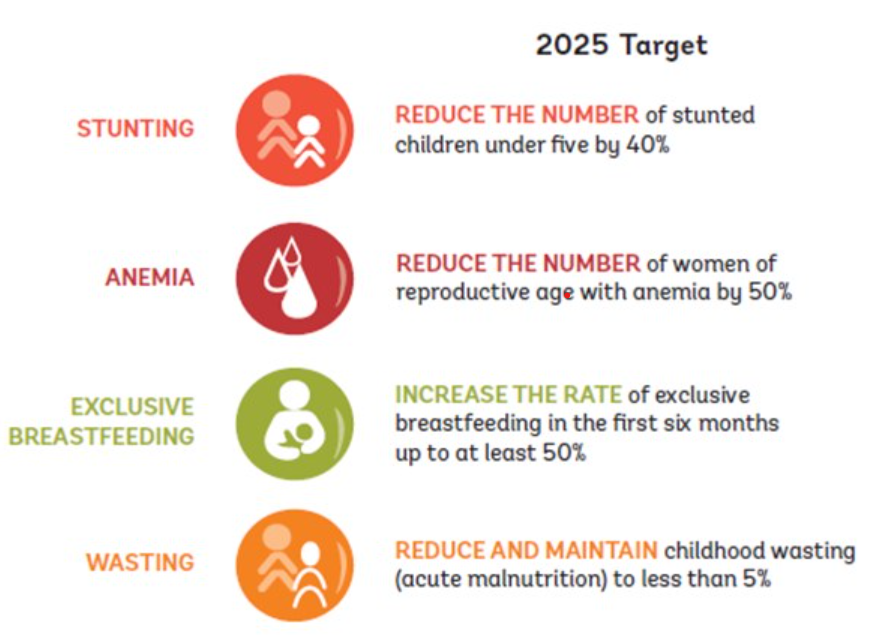 2025 Target
STUNTING
REDUCE THE NUMBER of stunted
children under five by 40%
ANEMIA
REDUCE THE NUMBER of women of
reproductive age with anemia by 50%
EXCLUSIVE
BREASTFEEDING
INCREASE THE RATE of exclusive
breastfeeding in the first six months
up to at least 50%
WASTING
REDUCE AND MAINTAIN childhood wasting
(acute malnutrition) to less than 5%